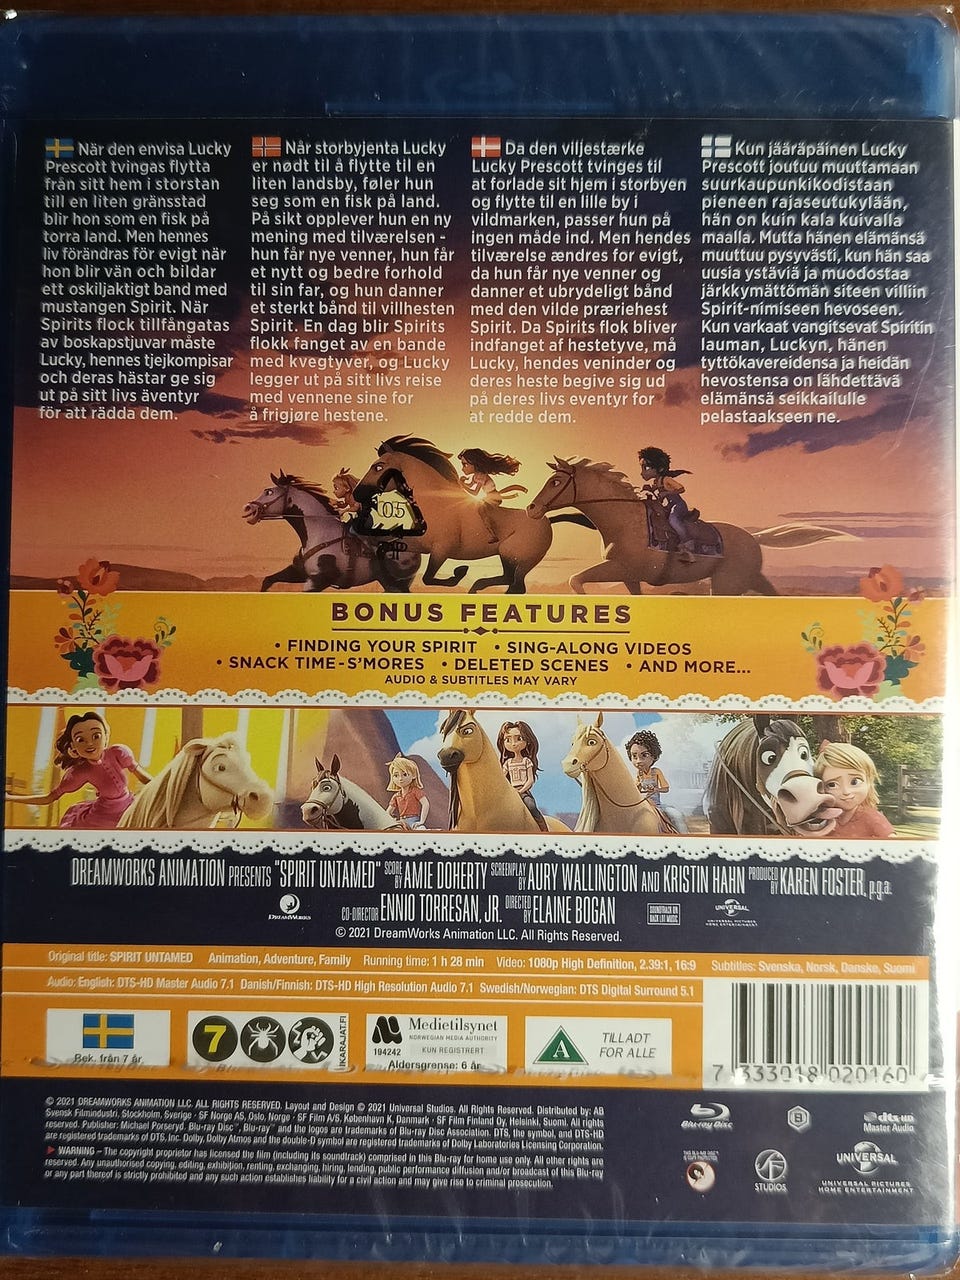 När den envisa Lucky
Prescott tvingas flytta
från sitt hem i storstan
till en liten gränsstad
blir hon som en fisk på
torra land. Men hennes
liv förändras för evigt när
hon blir vän och bildar
ett oskiljaktigt band med
mustangen Spirit. När
Spirits flock tillfångatas
av boskapstjuvar måste
Lucky, hennes tjejkompisar
och deras hästar ge sig
ut på sitt livs äventyr
för att rädda dem.
Når storbyjenta Lucky
er nødt til å flytte til en
liten landsby, føler hun
seg som en fisk på land.
På sikt opplever hun en ny
mening med tilværelsen -
hun får nye venner, hun får
et nytt og bedre forhold
til sin far, og hun danner
et sterkt bånd til villhesten
Spirit. En dag blir Spirits
flokk fanget av en bande
med kvegtyver, og Lucky
legger ut på sitt livs reise
med vennene sine for
å frigjøre hestene.
Da den viljestærke
Lucky Prescott tvinges til
at forlade sit hjem i storbyen
og flytte til en lille by i
vildmarken, passer hun på
ingen måde ind. Men hendes
tilværelse ændres for evigt,
da hun får nye venner og
danner et ubrydeligt bånd
med den vilde præriehest
Spirit. Da Spirits flok bliver
indfanget af hestetyve, må
Lucky, hendes veninder og
deres heste begive sig ud
på deres livs eventyr for
at redde dem.
Kun jääräpäinen Lucky
Prescott joutuu muuttamaan
suurkaupunkikodistaan
pieneen rajaseutukylään,
hän on kuin kala kuivalla
maalla. Mutta hänen elämänsä
muuttuu pysyvästi, kun hän saa
uusia ystäviä ja muodostaa
järkkymättömän siteen villiin
Spirit-nimiseen hevoseen.
Kun varkaat vangitsevat Spiritin
lauman, Luckyn, hänen
tyttökavereidensa ja heidän
hevostensa on lähdettävä
elämänsä seikkailulle
pelastaakseen ne.
05
PP
BONUS FEATURES
• FINDING YOUR SPIRIT • SING-ALONG VIDEOS
• SNACK TIME-S'MORES • DELETED SCENES • AND MORE...
AUDIO & SUBTITLES MAY VARY
DREAMWORKS ANIMATION PRESENTS "SPIRIT UNTAMED" SCORE BY AMIE DOHERTY SCREENPLAY BY AURY WALLINGTON AND KRISTIN HAHN PRODUCED BY KAREN FOSTER, p.g.a.
CO-DIRECTOR ENNIO TORRESAN, JR. DIRECTED BY ELAINE BOGAN
DREAMWORKS
SOUNDTRACK ON BACK LOT MUSIC
UNIVERSAL
UNIVERSAL PICTURES HOME ENTERTAINMENT
© 2021 DreamWorks Animation LLC. All Rights Reserved.
Original title: SPIRIT UNTAMED Animation, Adventure, Family Running time: 1 h 28 min Video: 1080p High Definition, 2.39:1, 16:9 Subtitles: Svenska, Norsk, Danske, Suomi
Audio: English: DTS-HD Master Audio 7.1 Danish/Finnish: DTS-HD High Resolution Audio 7.1 Swedish/Norwegian: DTS Digital Surround 5.1
Rek. från 7 år
7
IKARAJAT.FI
Medietilsynet
NORWEGIAN MEDIA AUTHORITY
194242 KUN REGISTRERT
Aldersgrense: 6 år
A
TILLADT
FOR ALLE
7 333018 020160
© 2021 DREAMWORKS ANIMATION LLC. ALL RIGHTS RESERVED. Layout and Design © 2021 Universal Studios. All Rights Reserved. Distributed by: AB
Svensk Filmindustri, Stockholm, Sverige · SF Norge AS, Oslo, Norge · SF Film A/S, København K, Danmark · SF Film Finland Oy, Helsinki, Suomi. All rights
reserved. Publisher: Michael Porseryd. Blu-ray Disc™, Blu-ray™ and the logos are trademarks of Blu-ray Disc Association. DTS, the symbol, and DTS-HD
are registered trademarks of DTS, Inc. Dolby, Dolby Atmos and the double-D symbol are registered trademarks of Dolby Laboratories Licensing Corporation.
WARNING – The copyright proprietor has licensed the film (including its soundtrack) comprised in this Blu-ray for home use only. All other rights are
reserved. Any unauthorised copying, editing, exhibition, renting, exchanging, hiring, lending, public performance diffusion and/or broadcast of this Blu-ray
or any part thereof is strictly prohibited and any such action establishes liability for a civil action and may give rise to criminal prosecution.
Blu-ray Disc
B
dts-HD
Master Audio
SF
STUDIOS
UNIVERSAL
UNIVERSAL PICTURES
HOME ENTERTAINMENT